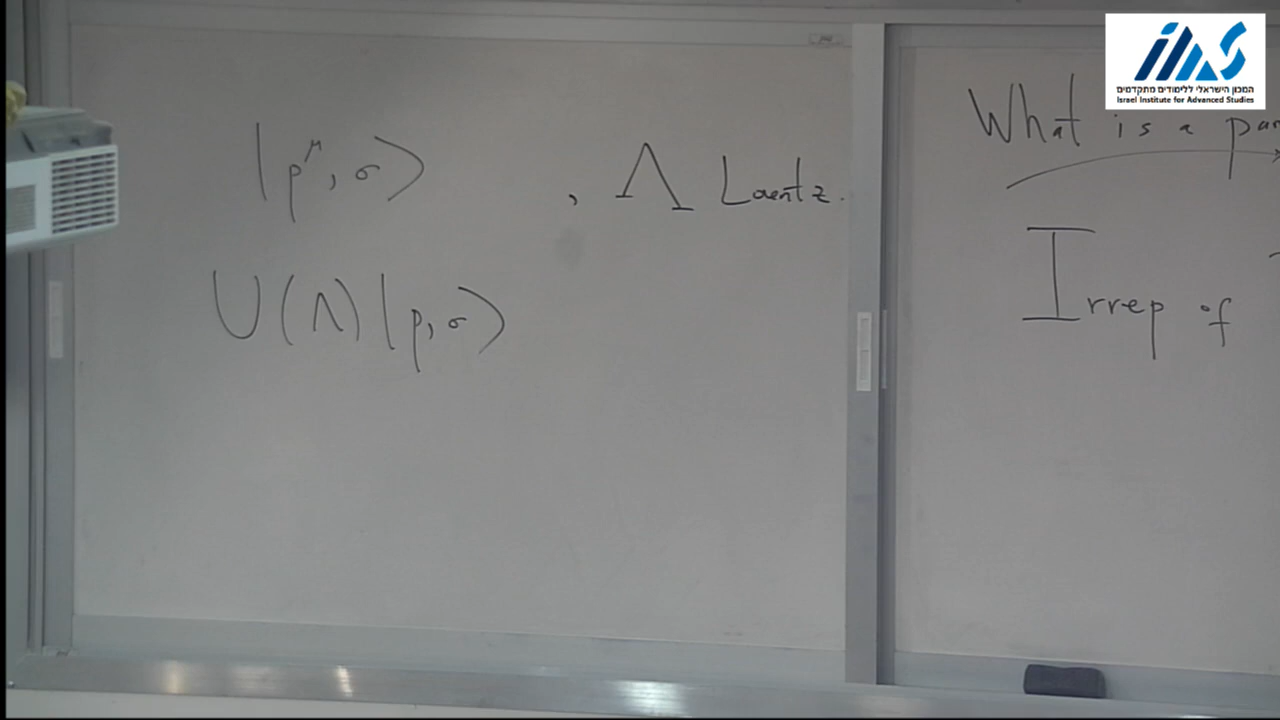 |p^μ, σ⟩ , Λ Lorentz.
U(Λ)|p, σ⟩
What is a par
Irrep of
המכון הישראלי ללימודים מתקדמים
Israel Institute for Advanced Studies